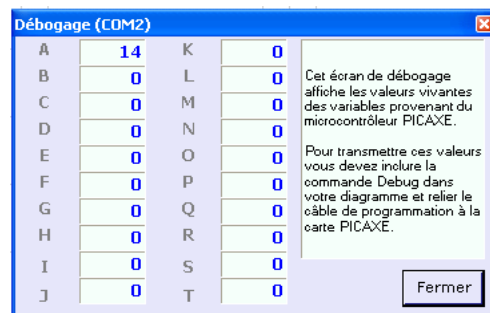 Débogage (COM2)
A 14 K 0
B 0 L 0
C 0 M 0
D 0 N 0
E 0 O 0
F 0 P 0
G 0 Q 0
H 0 R 0
I 0 S 0
J 0 T 0
Cet écran de débogage
affiche les valeurs vivantes
des variables provenant du
microcontrôleur PICAXE.
Pour transmettre ces valeurs
vous devez inclure la
commande Debug dans
votre diagramme et relier le
câble de programmation à la
carte PICAXE.
Fermer